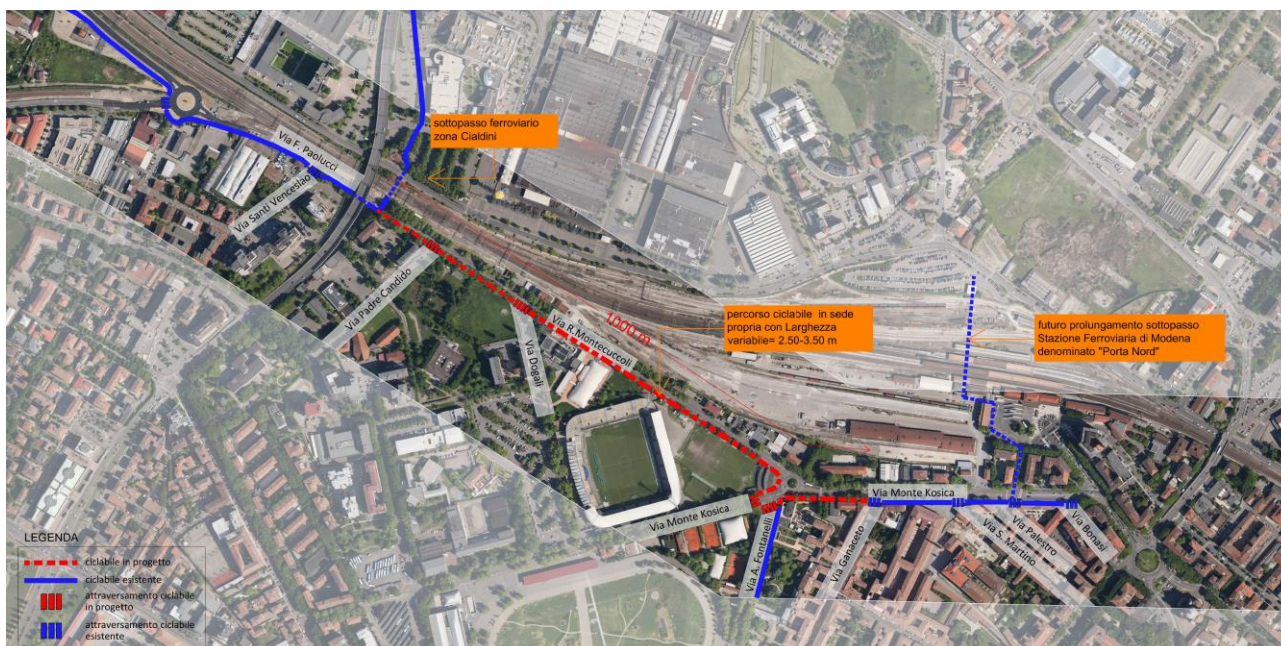 sottopasso ferroviario
zona Cialdini
Via F. Paolucci
Via Santi Venceslao
Via Padre Candido
Via Dogali
Via R.Montecuccoli
1000 m
percorso ciclabile in sede
propria con Larghezza
variabile= 2.50-3.50 m
futuro prolungamento sottopasso
Stazione Ferroviaria di Modena
denominato "Porta Nord"
Via Monte Kosica
Via Monte Kosica
Via A. Fontanelli
Via Ganaceto
Via S. Martino
Via Palestro
Via Bonasi
LEGENDA
ciclabile in progetto
ciclabile esistente
attraversamento ciclabile
in progetto
attraversamento ciclabile
esistente